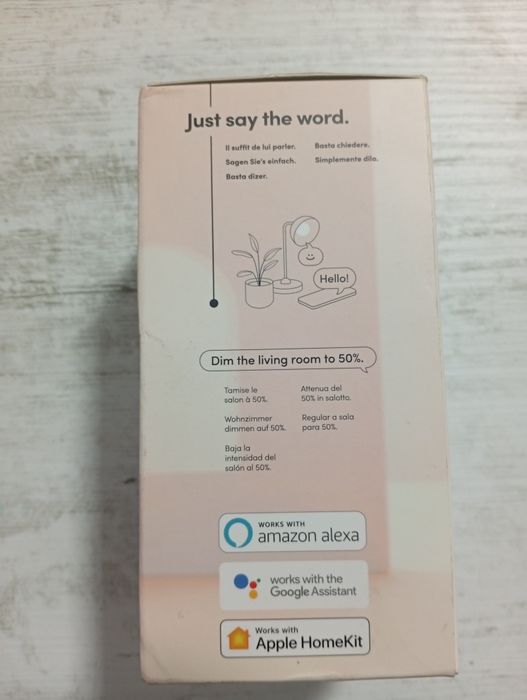 Just say the word.
Il suffit de lui parler.
Basta chiedere.
Sagen Sie's einfach.
Simplemente dilo.
Basta dizer.
Hello!
Dim the living room to 50%.
Tamise le
salon à 50%.
Attenua del
50% in salotto.
Wohnzimmer
dimmen auf 50%.
Regular a sala
para 50%.
Baja la
intensidad del
salón al 50%.
WORKS WITH
amazon alexa
works with the
Google Assistant
Works with
Apple HomeKit